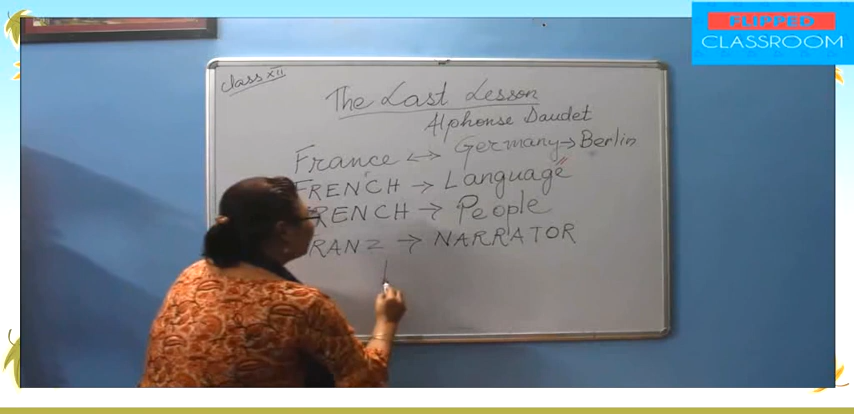 FLIPPED
CLASSROOM
Class XII
The Last Lesson
Alphonse Daudet
France ↔ Germany → Berlin
FRENCH → Language
RENCH → People
RANZ → NARRATOR